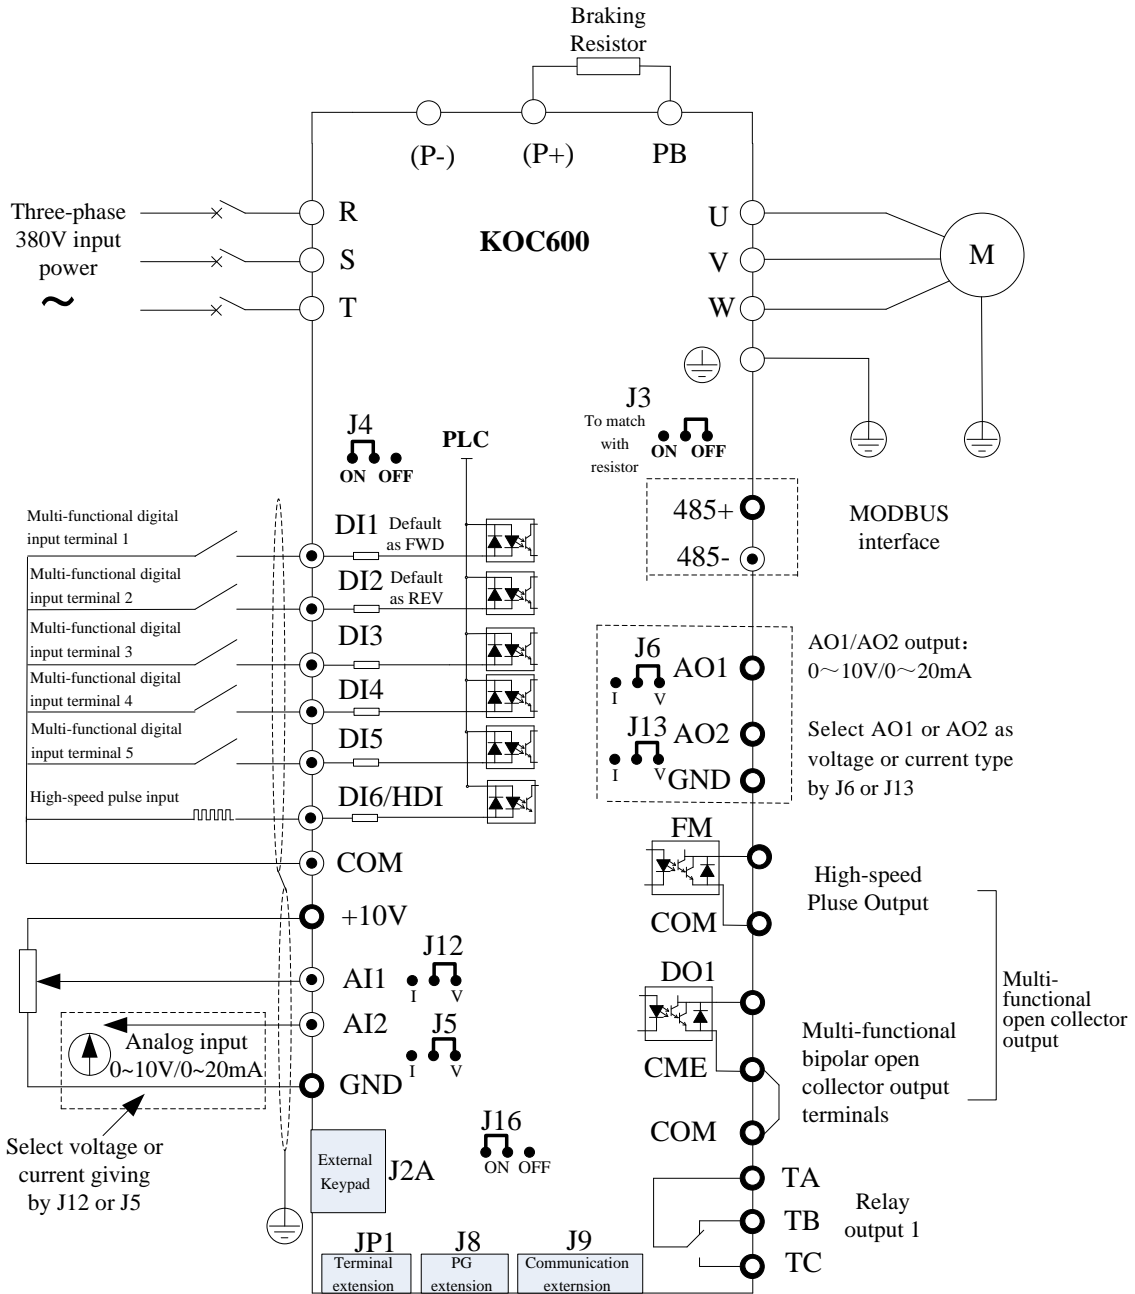 Braking
Resistor
(P-)
(P+)
PB
Three-phase
380V input
power
~
R
S
T
KOC600
U
V
W
M
J4
ON OFF
PLC
J3
To match
with
resistor
ON OFF
485+
485-
MODBUS
interface
Multi-functional digital
input terminal 1
DI1
Default
as FWD
Multi-functional digital
input terminal 2
DI2
Default
as REV
Multi-functional digital
input terminal 3
DI3
Multi-functional digital
input terminal 4
DI4
Multi-functional digital
input terminal 5
DI5
High-speed pulse input
DI6/HDI
COM
J6
I V
AO1
J13
I V
AO2
GND
AO1/AO2 output：
0～10V/0～20mA
Select AO1 or AO2 as
voltage or current type
by J6 or J13
FM
COM
High-speed
Pluse Output
+10V
AI1
J12
I V
AI2
J5
I V
GND
Analog input
0~10V/0~20mA
Select voltage or
current giving
by J12 or J5
DO1
CME
COM
Multi-functional
bipolar open
collector output
terminals
Multi-
functional
open collector
output
J16
ON OFF
External
Keypad
J2A
TA
TB
TC
Relay
output 1
JP1
Terminal
extension
J8
PG
extension
J9
Communication
externsion